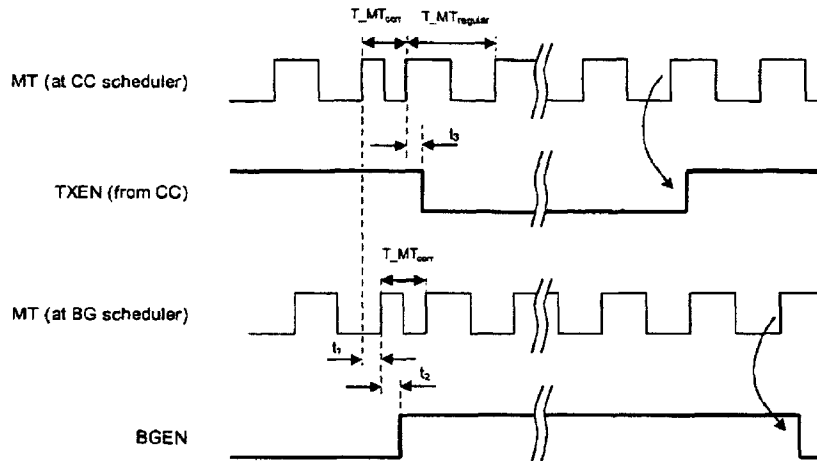 T_MTcorr T_MTregular
MT (at CC scheduler)
t3
TXEN (from CC)
T_MTcorr
MT (at BG scheduler)
t1
t2
BGEN